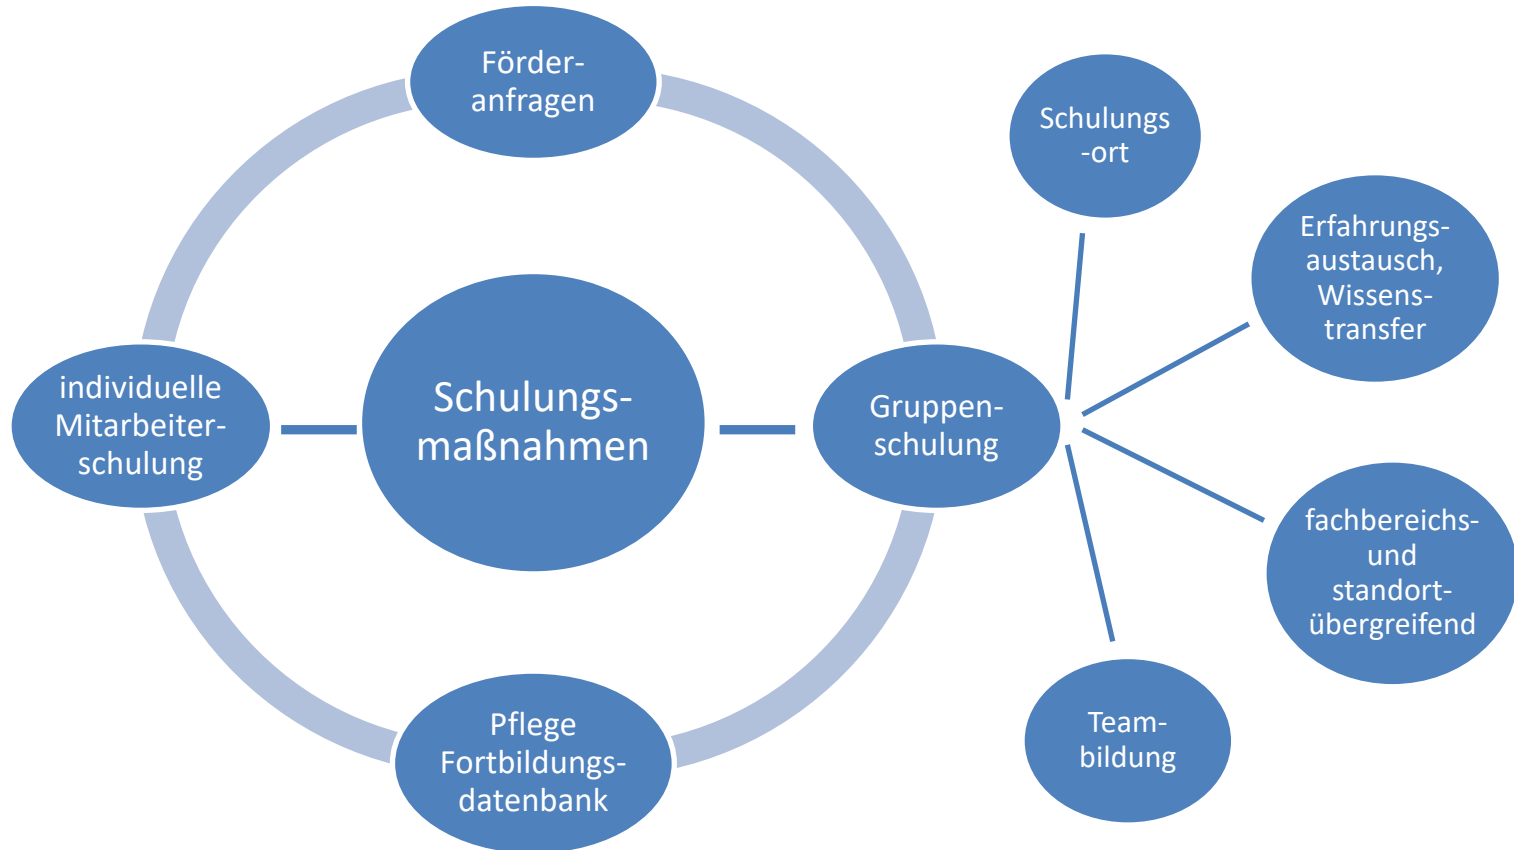 Förder-
anfragen
Schulungs
-ort
Erfahrungs-
austausch,
Wissens-
transfer
individuelle
Mitarbeiter-
schulung
Schulungs-
maßnahmen
Gruppen-
schulung
fachbereichs-
und
standort-
übergreifend
Pflege
Fortbildungs-
datenbank
Team-
bildung